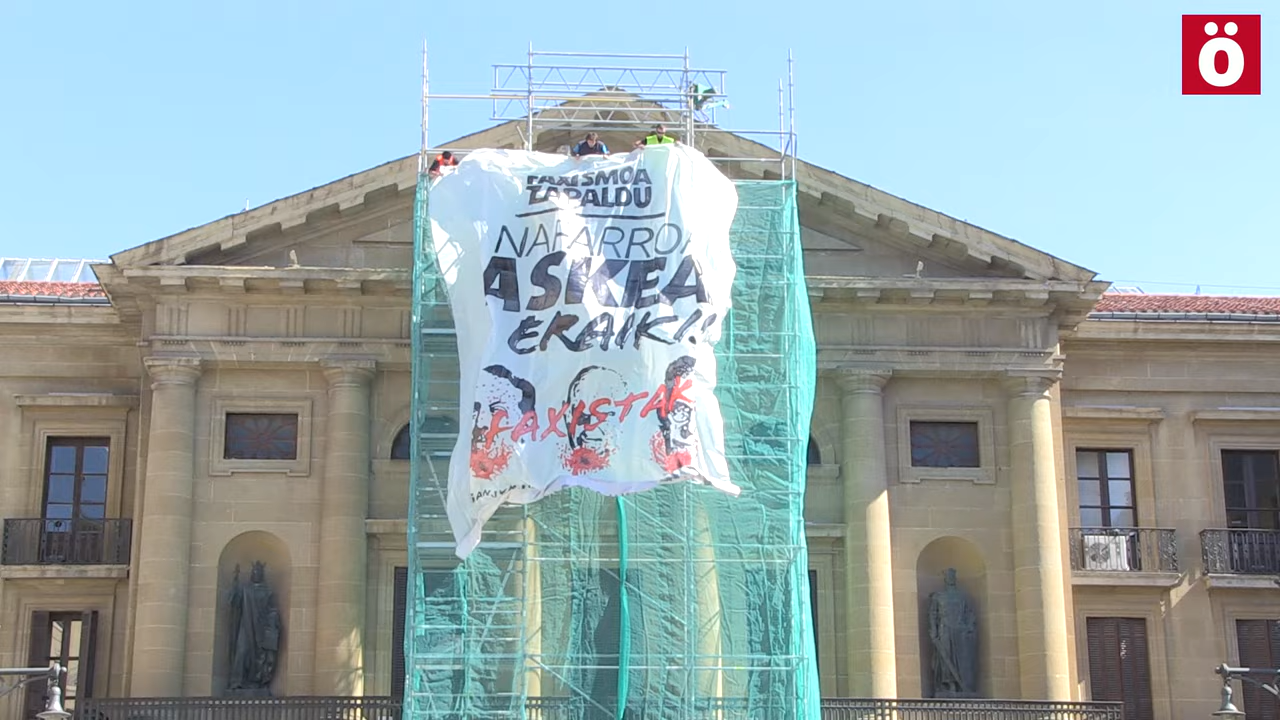 ö
FAXISMOA
ZAPALDU
NAFARROA
ASKEA
ERAIKI!!
FAXISTAK